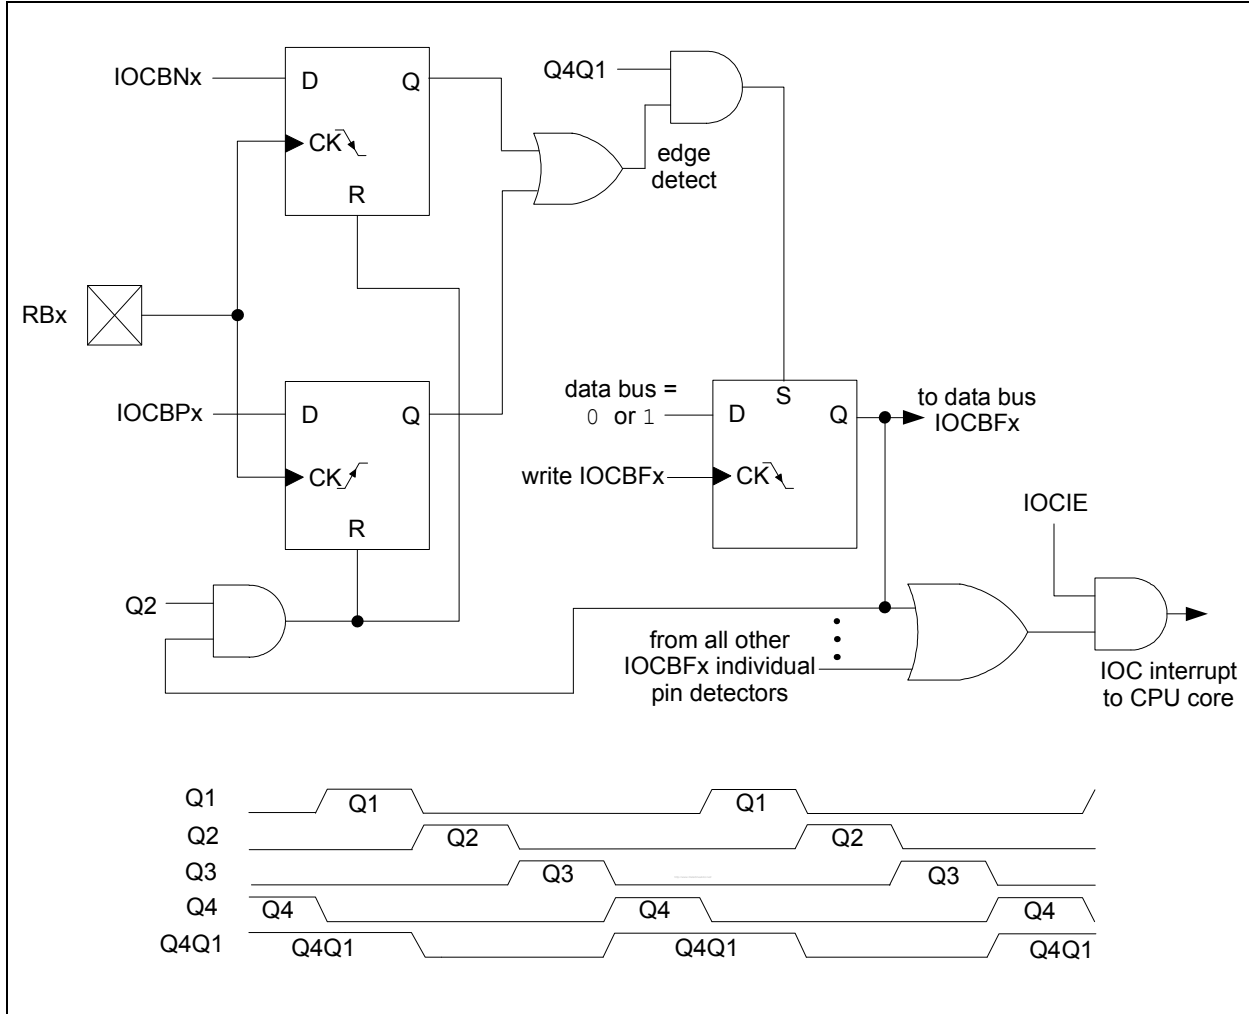 IOCBNx
D
Q
CK
R
Q4Q1
edge
detect
RBx
IOCBPx
D
Q
CK
R
data bus =
0 or 1
S
D
Q
to data bus
IOCBFx
write IOCBFx
CK
IOCIE
Q2
from all other
IOCBFx individual
pin detectors
IOC interrupt
to CPU core
Q1 Q1 Q1
Q2 Q2 Q2
Q3 Q3 Q3
Q4 Q4 Q4 Q4
Q4Q1 Q4Q1 Q4Q1 Q4Q1